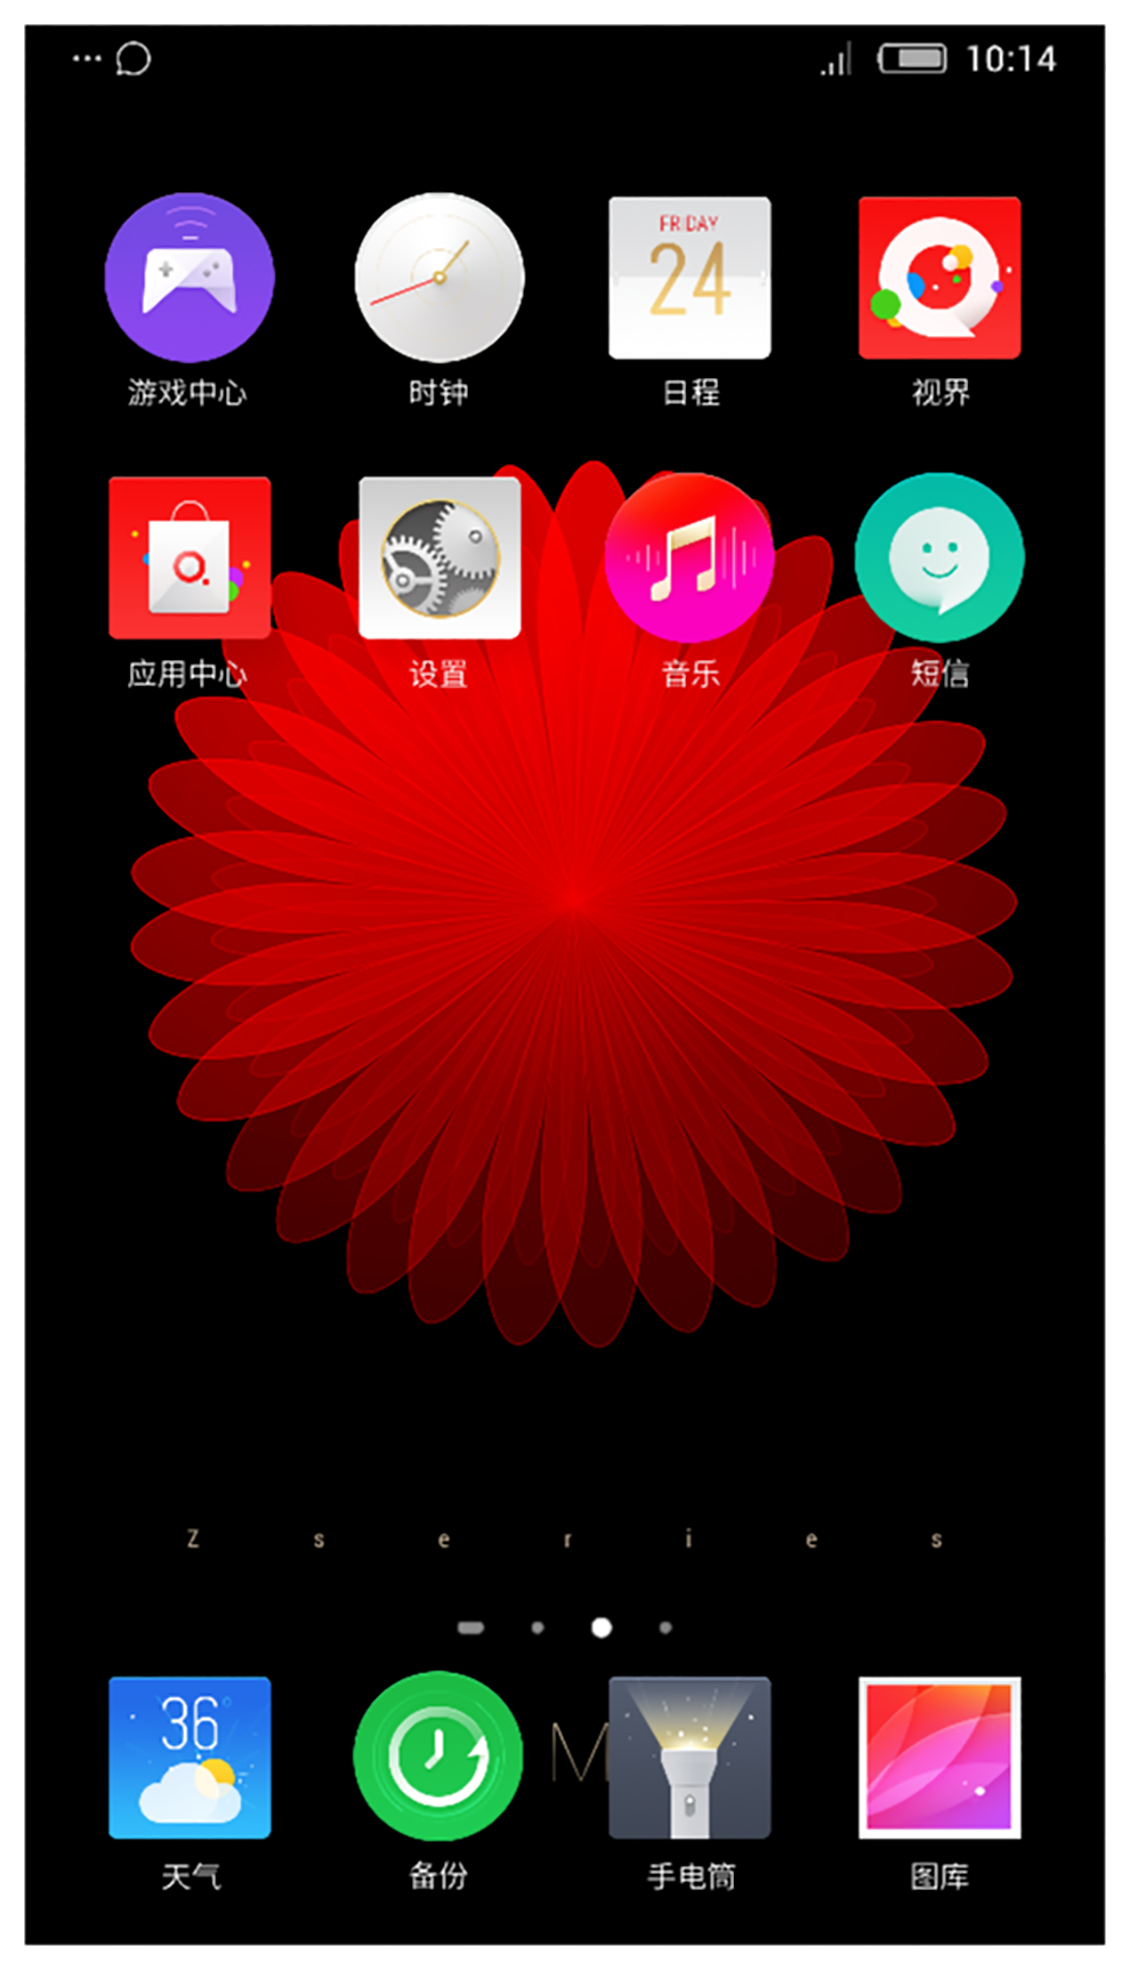 10:14
FRIDAY
24
游戏中心 时钟 日程 视界
应用中心 设置 音乐 短信
Z s e r i e s
36°
M
天气 备份 手电筒 图库